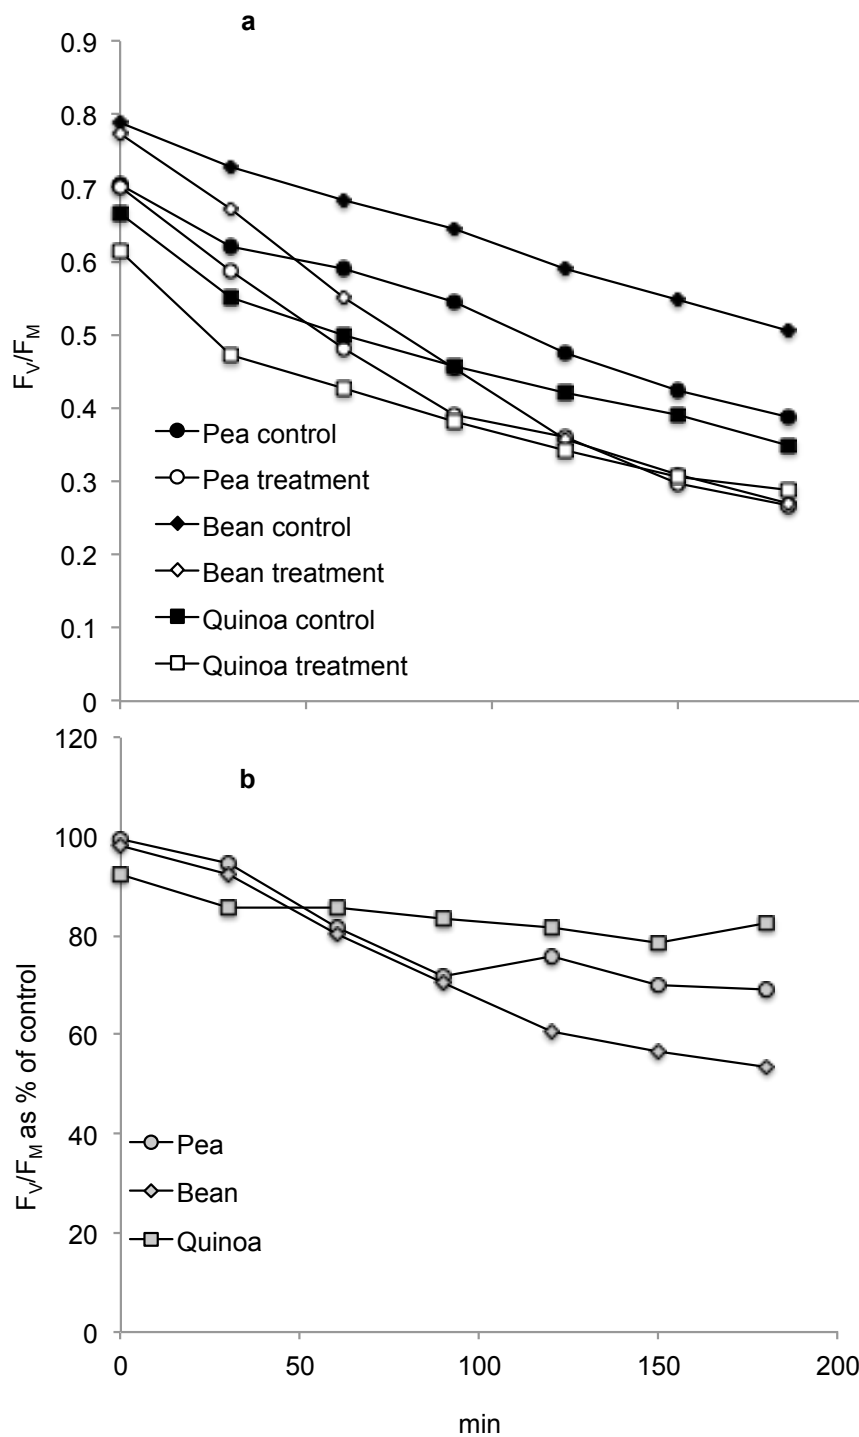 a
0.9
0.8
0.7
0.6
0.5
0.4
0.3
0.2
0.1
0
FV/FM
Pea control
Pea treatment
Bean control
Bean treatment
Quinoa control
Quinoa treatment
b
120
100
80
60
40
20
0
FV/FM as % of control
Pea
Bean
Quinoa
0 50 100 150 200
min